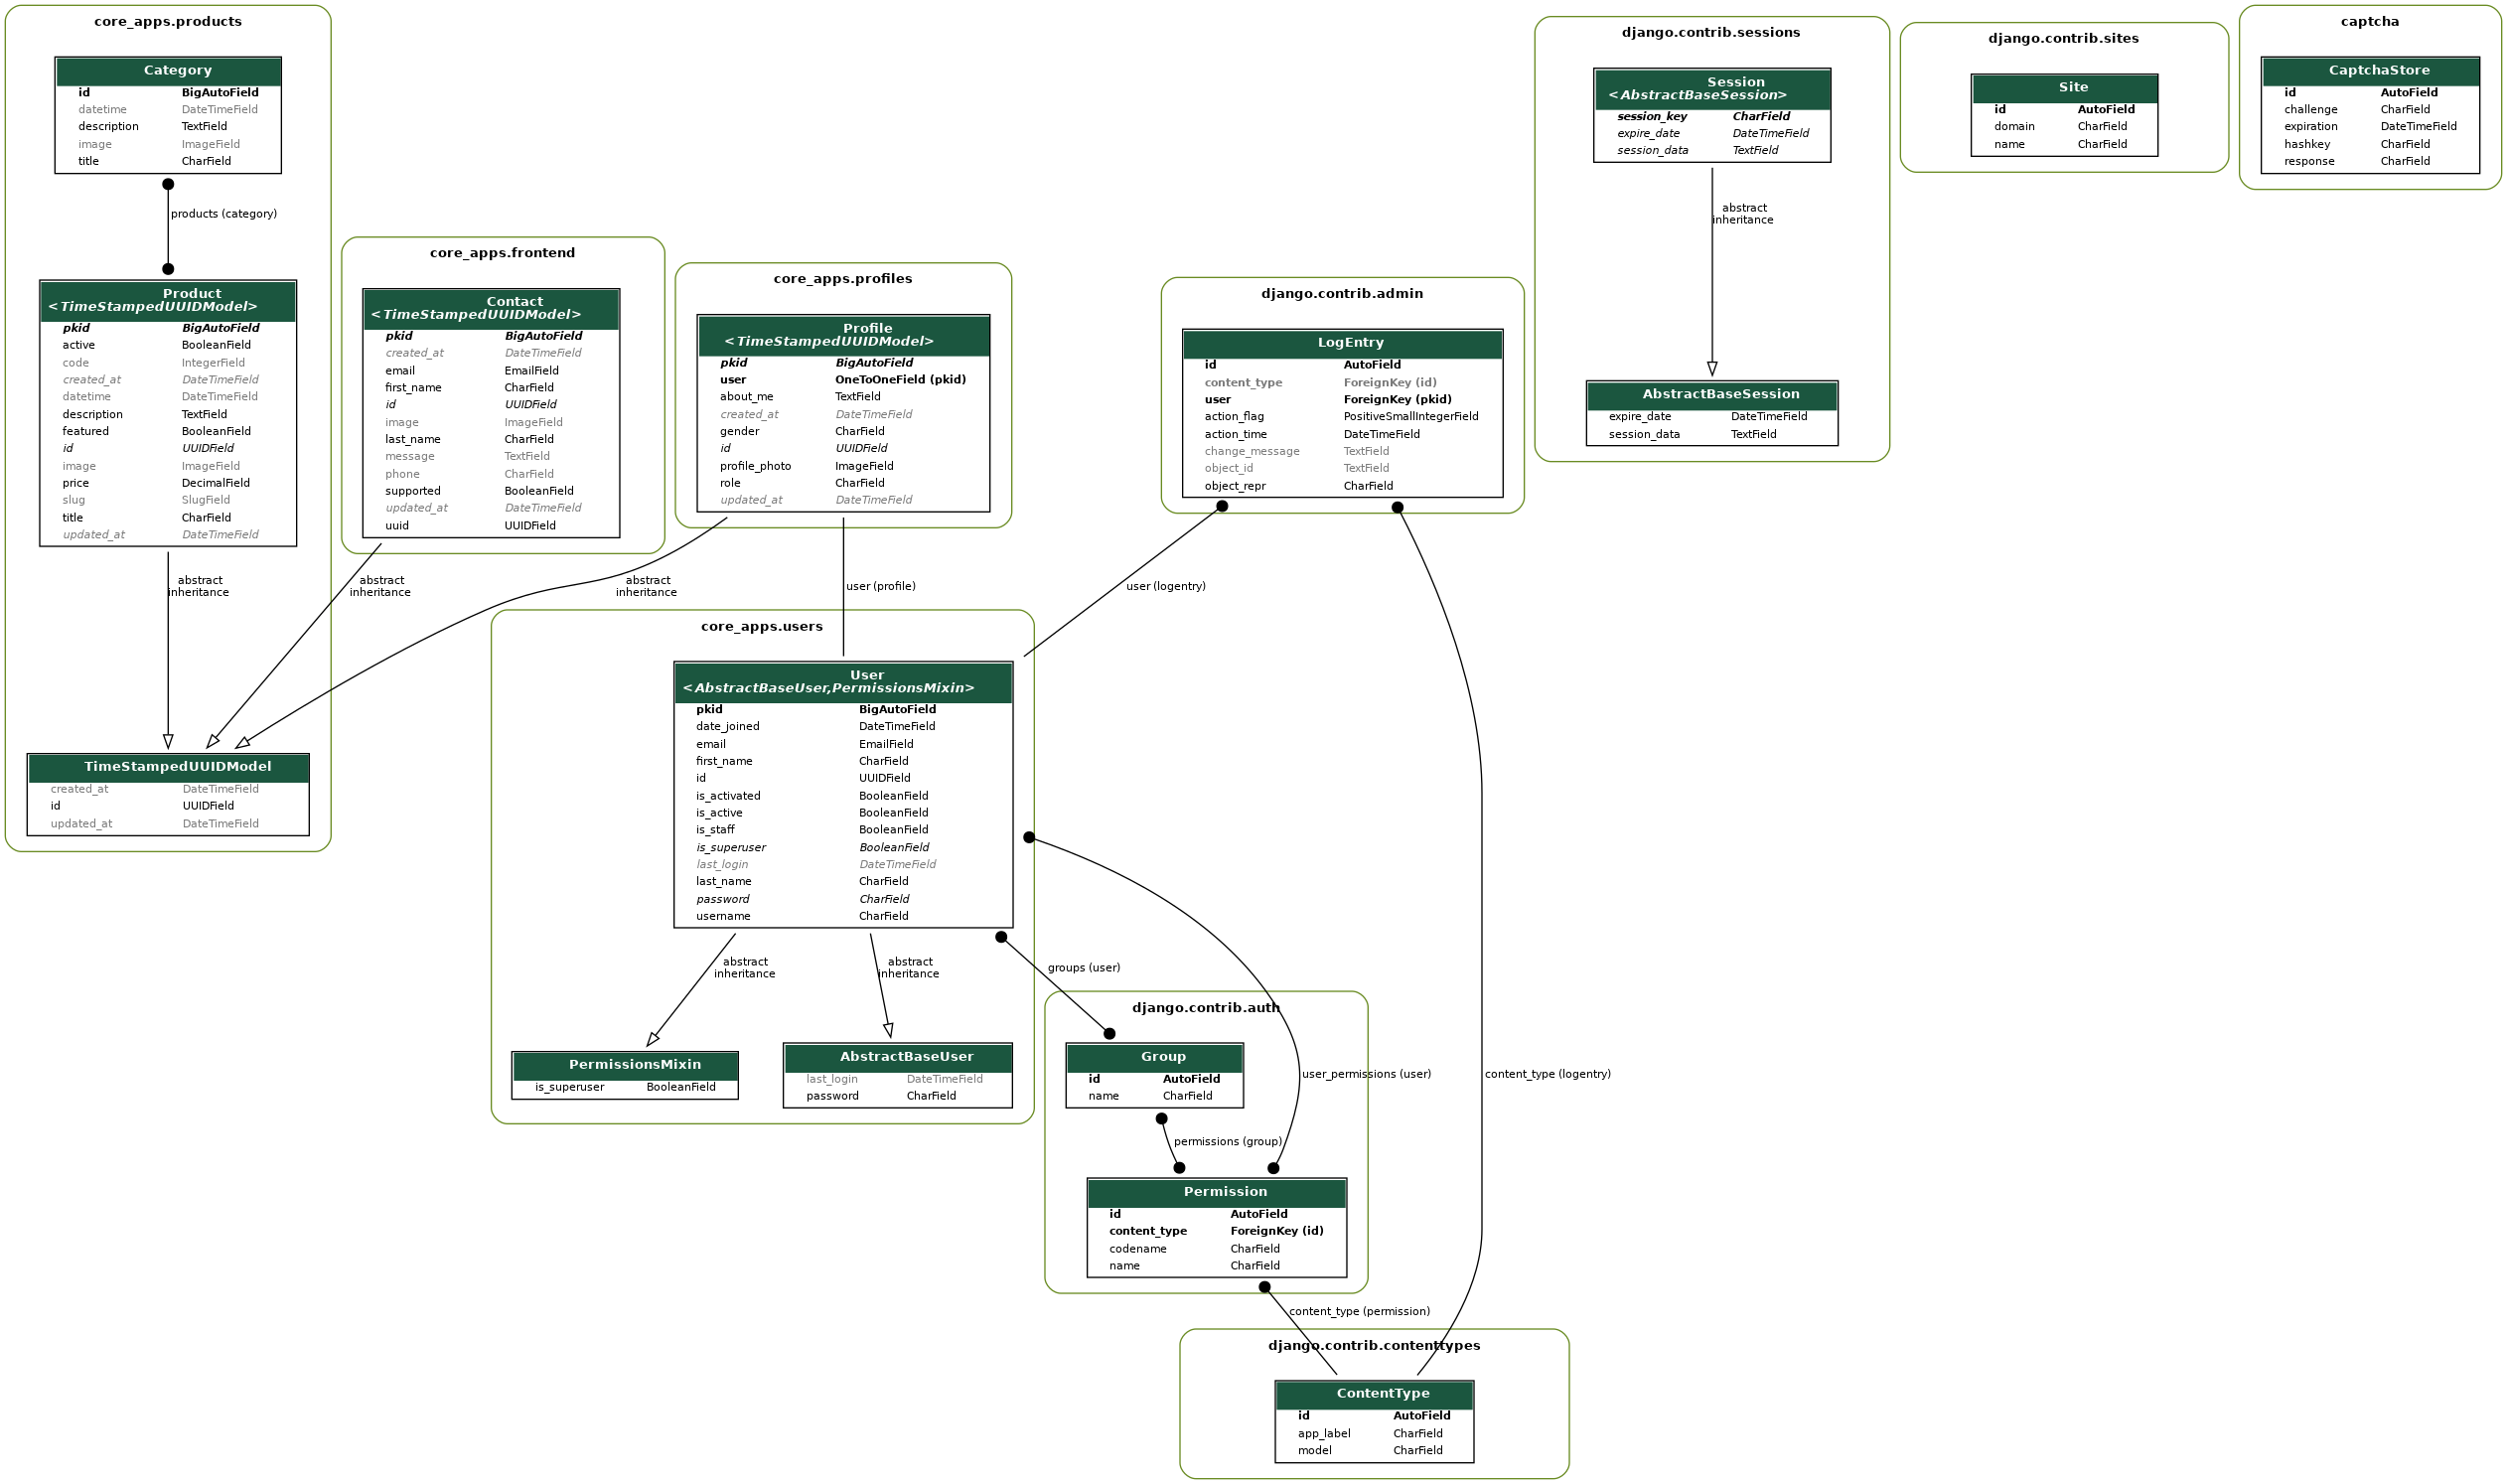 core_apps.products
Category
id BigAutoField
datetime DateTimeField
description TextField
image ImageField
title CharField
products (category)
Product
<TimeStampedUUIDModel>
pkid BigAutoField
active BooleanField
code IntegerField
created_at DateTimeField
datetime DateTimeField
description TextField
featured BooleanField
id UUIDField
image ImageField
price DecimalField
slug SlugField
title CharField
updated_at DateTimeField
abstract
inheritance
TimeStampedUUIDModel
created_at DateTimeField
id UUIDField
updated_at DateTimeField
core_apps.frontend
Contact
<TimeStampedUUIDModel>
pkid BigAutoField
created_at DateTimeField
email EmailField
first_name CharField
id UUIDField
image ImageField
last_name CharField
message TextField
phone CharField
supported BooleanField
updated_at DateTimeField
uuid UUIDField
abstract
inheritance
core_apps.profiles
Profile
<TimeStampedUUIDModel>
pkid BigAutoField
user OneToOneField (pkid)
about_me TextField
created_at DateTimeField
gender CharField
id UUIDField
profile_photo ImageField
role CharField
updated_at DateTimeField
abstract
inheritance
user (profile)
core_apps.users
User
<AbstractBaseUser,PermissionsMixin>
pkid BigAutoField
date_joined DateTimeField
email EmailField
first_name CharField
id UUIDField
is_activated BooleanField
is_active BooleanField
is_staff BooleanField
is_superuser BooleanField
last_login DateTimeField
last_name CharField
password CharField
username CharField
abstract
inheritance
abstract
inheritance
PermissionsMixin
is_superuser BooleanField
AbstractBaseUser
last_login DateTimeField
password CharField
django.contrib.admin
LogEntry
id AutoField
content_type ForeignKey (id)
user ForeignKey (pkid)
action_flag PositiveSmallIntegerField
action_time DateTimeField
change_message TextField
object_id TextField
object_repr CharField
user (logentry)
groups (user)
django.contrib.auth
Group
id AutoField
name CharField
user_permissions (user)
content_type (logentry)
permissions (group)
Permission
id AutoField
content_type ForeignKey (id)
codename CharField
name CharField
content_type (permission)
django.contrib.contenttypes
ContentType
id AutoField
app_label CharField
model CharField
django.contrib.sessions
Session
<AbstractBaseSession>
session_key CharField
expire_date DateTimeField
session_data TextField
abstract
inheritance
AbstractBaseSession
expire_date DateTimeField
session_data TextField
django.contrib.sites
Site
id AutoField
domain CharField
name CharField
captcha
CaptchaStore
id AutoField
challenge CharField
expiration DateTimeField
hashkey CharField
response CharField